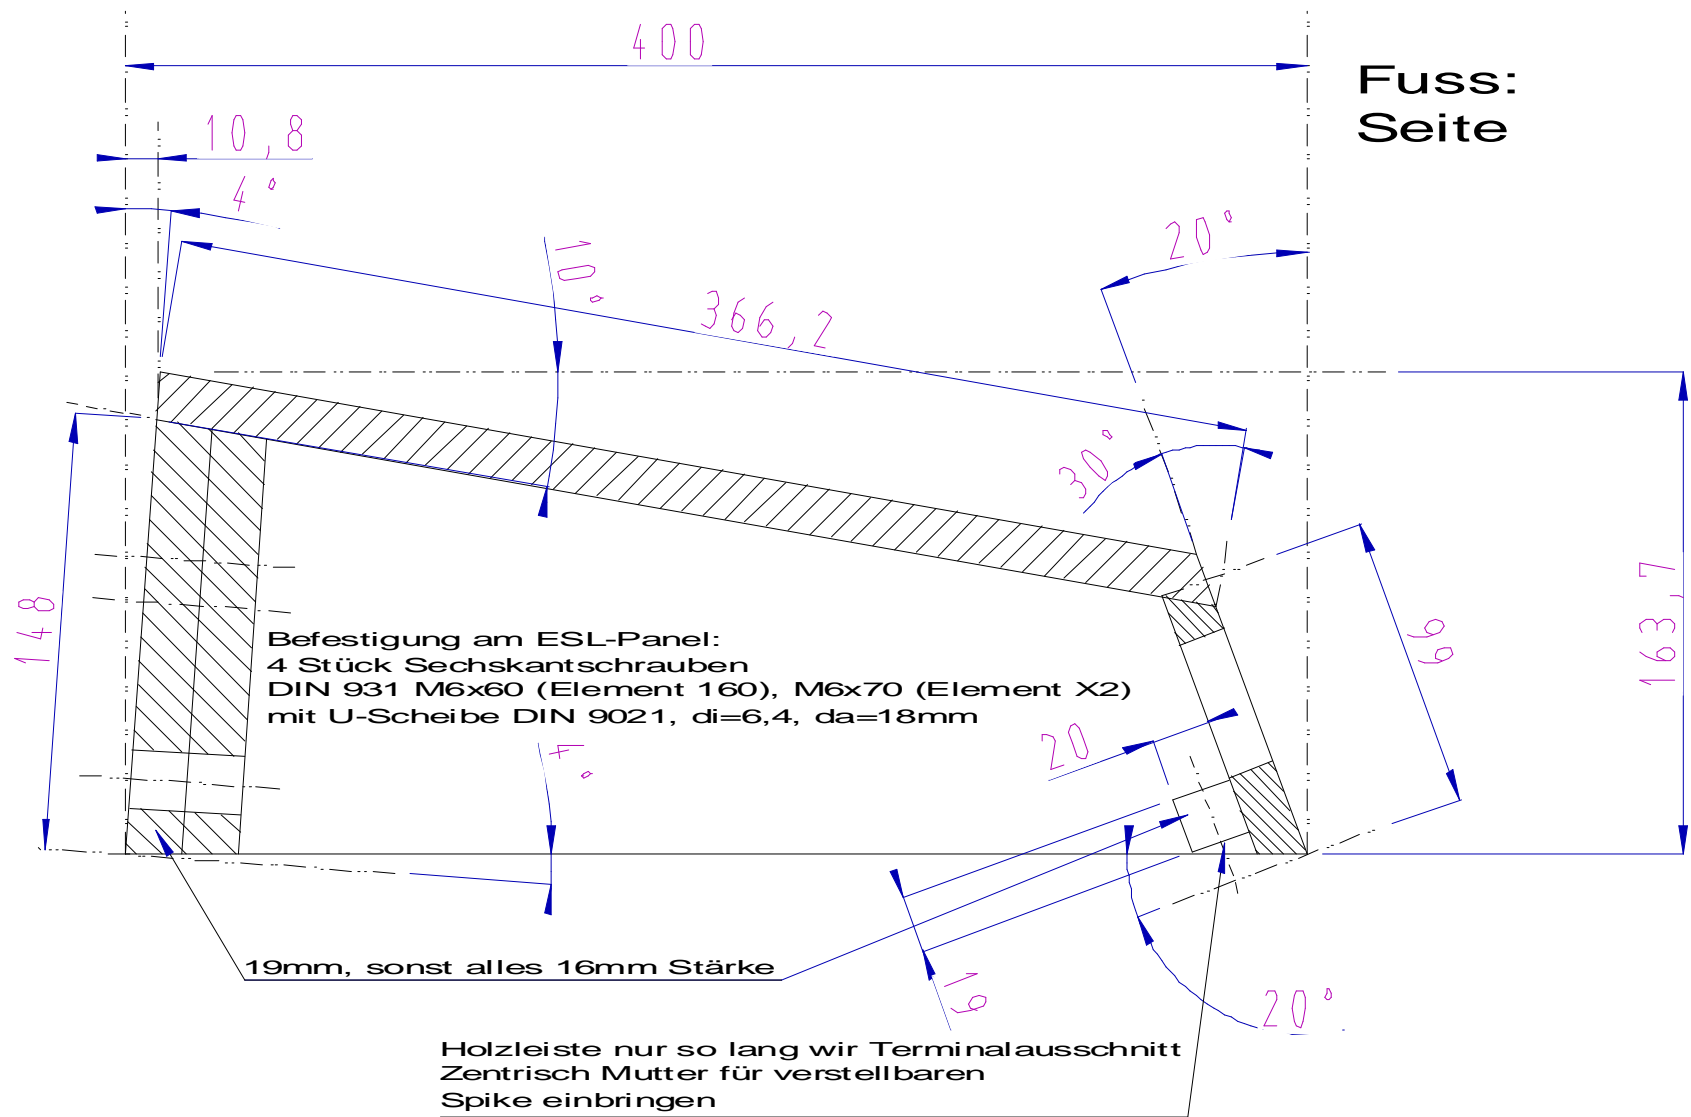 400
Fuss:
Seite
10,8
4°
20°
10°
366,2
30°
148
163,7
99
Befestigung am ESL-Panel:
4 Stück Sechskantschrauben
DIN 931 M6x60 (Element 160), M6x70 (Element X2)
mit U-Scheibe DIN 9021, di=6,4, da=18mm
20
4°
19mm, sonst alles 16mm Stärke
19
20°
Holzleiste nur so lang wir Terminalausschnitt
Zentrisch Mutter für verstellbaren
Spike einbringen